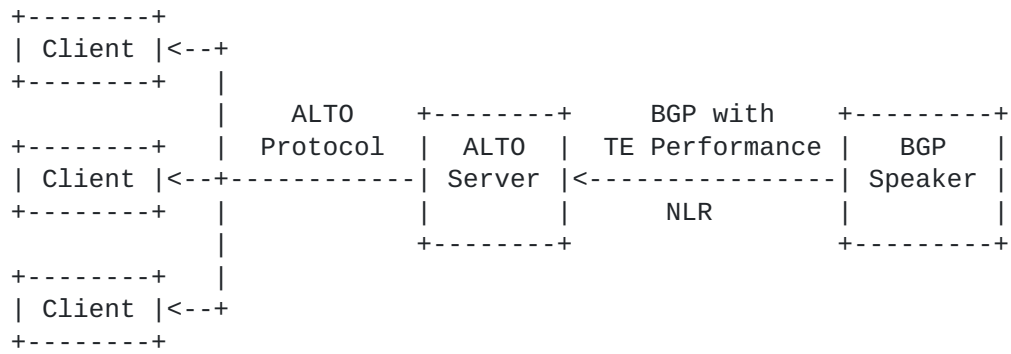 +--------+
| Client |<--+
+--------+   |
             |    ALTO      +--------+     BGP with    +---------+
+--------+   |  Protocol    |  ALTO  |  TE Performance |   BGP   |
| Client |<--+------------| Server |<----------------| Speaker |
+--------+   |              |        |      NLR        |         |
             |              +--------+                 +---------+
+--------+   |
| Client |<--+
+--------+